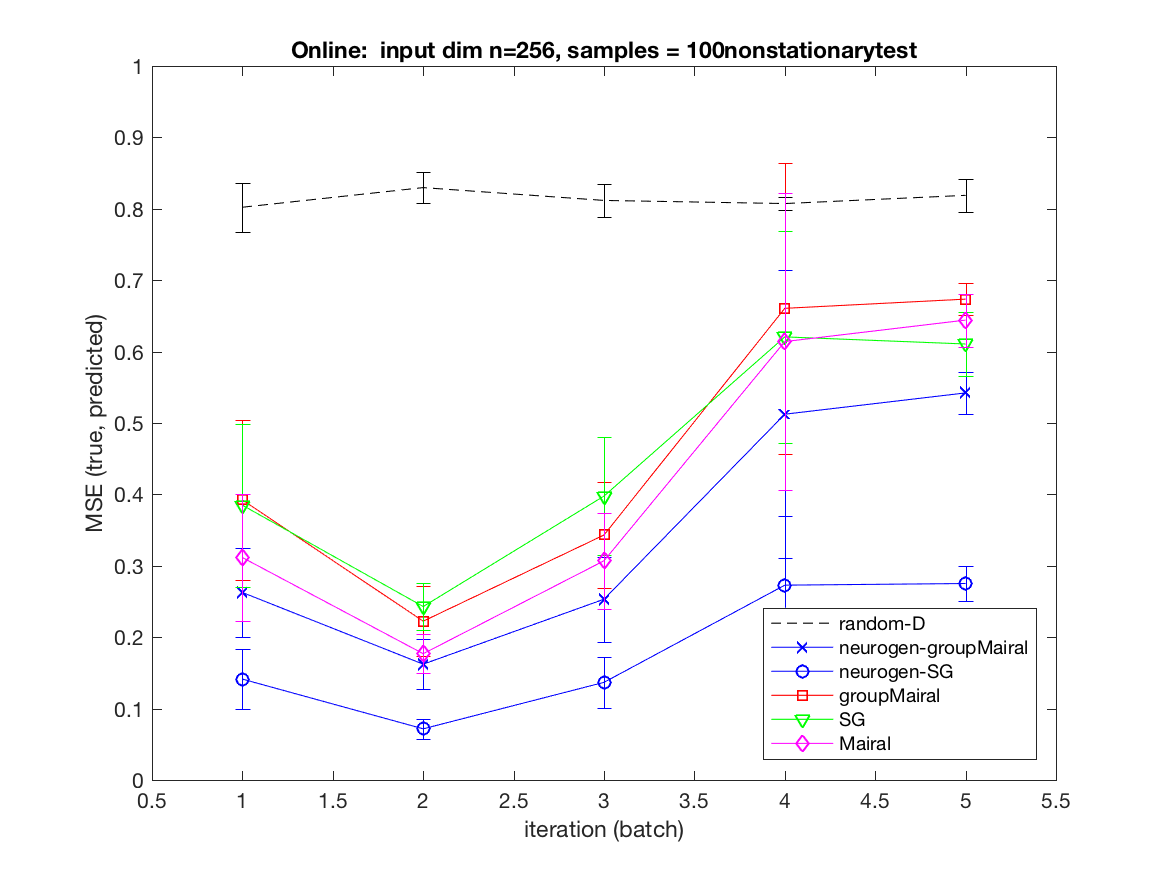 Online:  input dim n=256, samples = 100nonstationarytest
1
0.9
0.8
0.7
0.6
0.5
0.4
0.3
0.2
0.1
0
MSE (true, predicted)
random-D
neurogen-groupMairal
neurogen-SG
groupMairal
SG
Mairal
0.5 1 1.5 2 2.5 3 3.5 4 4.5 5 5.5
iteration (batch)